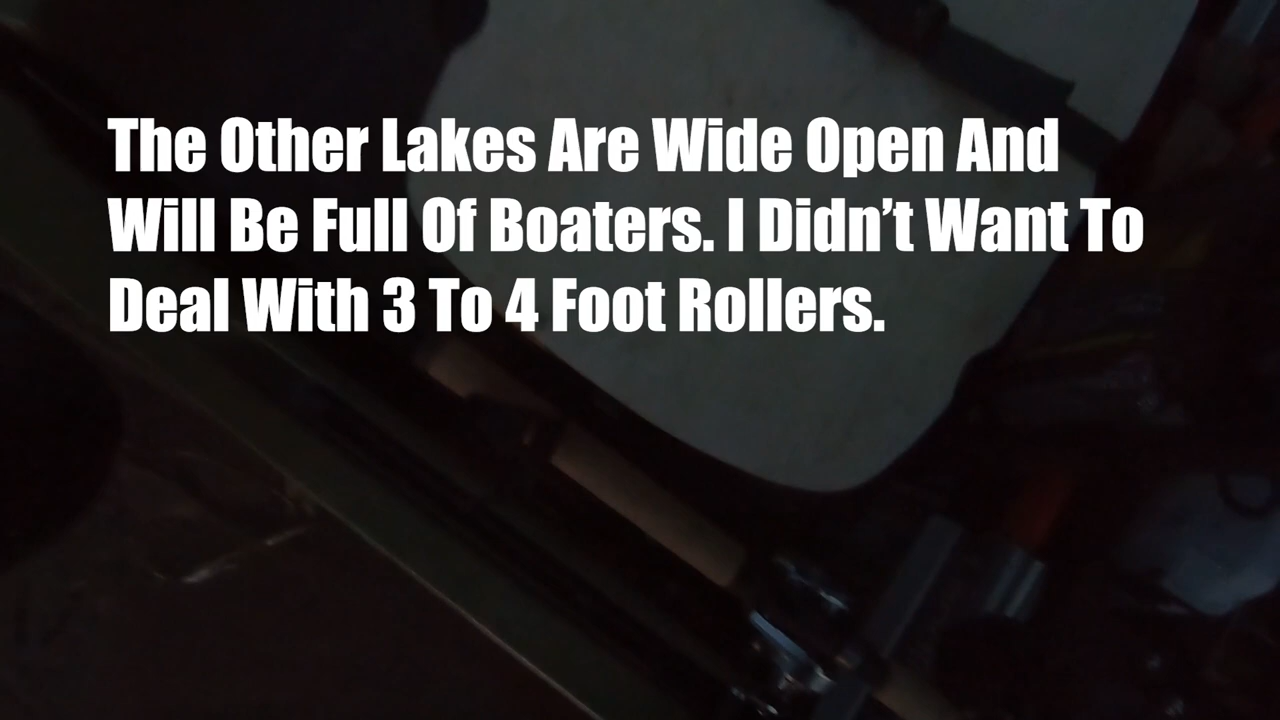 The Other Lakes Are Wide Open And
Will Be Full Of Boaters. I Didn’t Want To
Deal With 3 To 4 Foot Rollers.